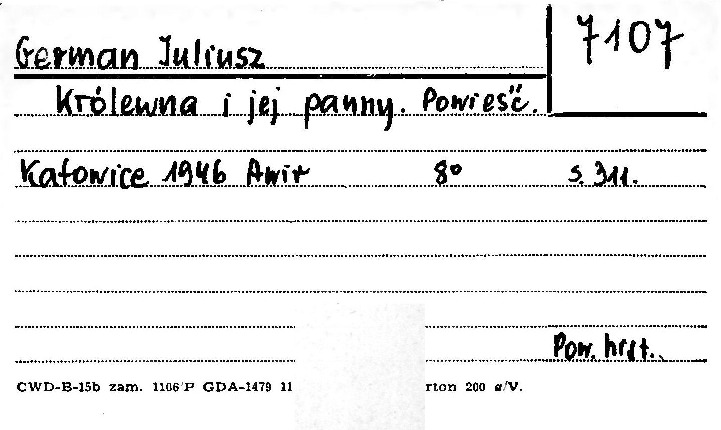 German Juliusz
7107
Królewna i jej panny. Powieść.
Katowice 1946 Awir 8° s. 311.
Pow. hist.
CWD-B-15b zam. 1106/P GDA-1479 11 rton 200 g/V.